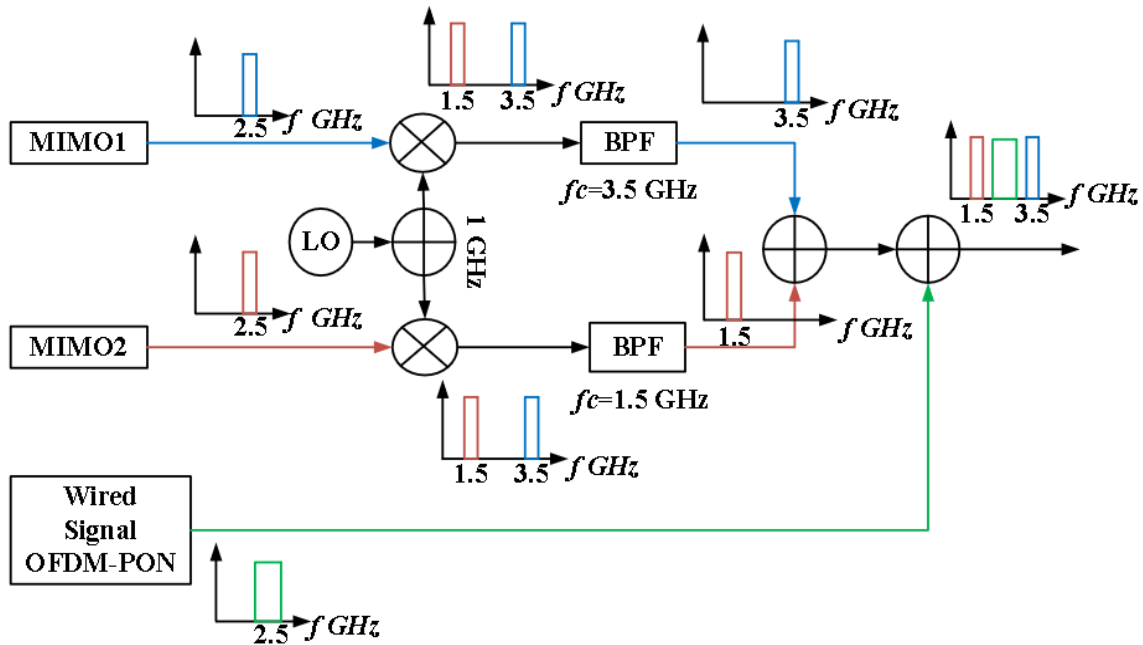 2.5 f GHz
1.5 3.5 f GHz
3.5 f GHz
MIMO1
BPF
fc=3.5 GHz
1.5 3.5 f GHz
LO
1 GHz
2.5 f GHz
1.5 f GHz
MIMO2
BPF
fc=1.5 GHz
1.5 3.5 f GHz
Wired
Signal
OFDM-PON
2.5 f GHz